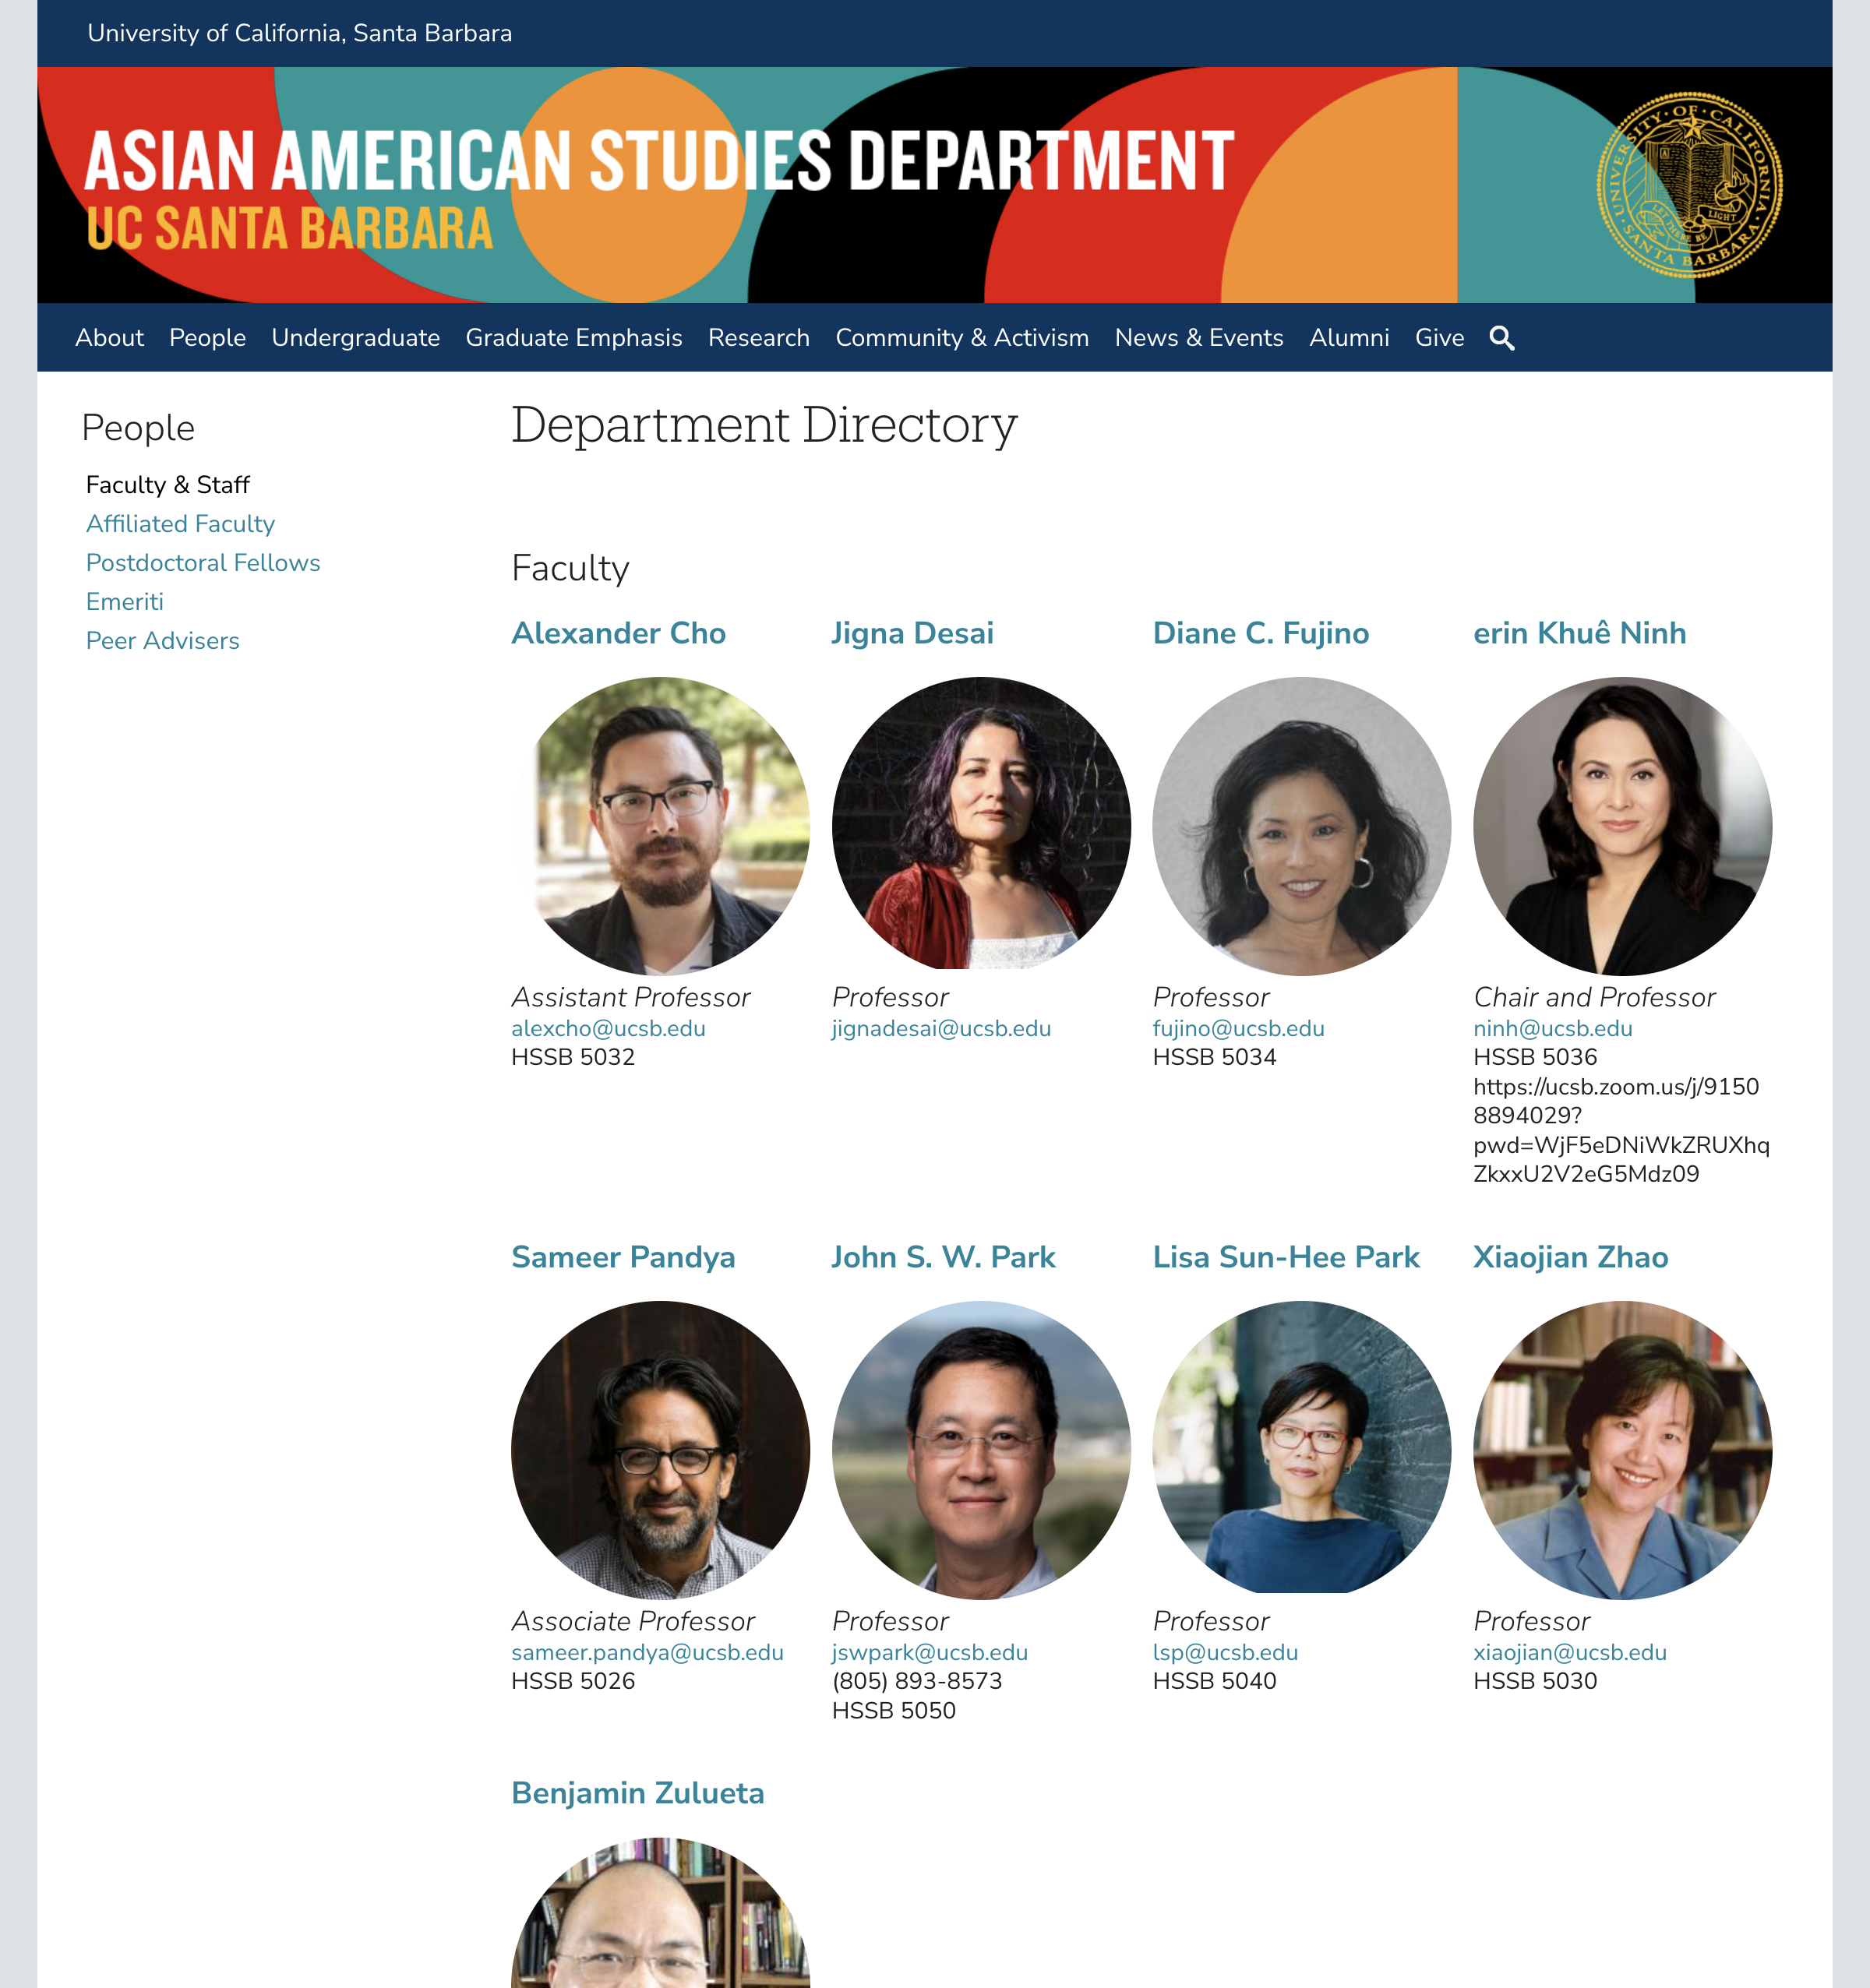 University of California, Santa Barbara
ASIAN AMERICAN STUDIES DEPARTMENT
UC SANTA BARBARA
UNIVERSITY · OF · CALIFORNIA
SANTA BARBARA
LET THERE BE LIGHT
About People Undergraduate Graduate Emphasis Research Community & Activism News & Events Alumni Give
People
Faculty & Staff
Affiliated Faculty
Postdoctoral Fellows
Emeriti
Peer Advisers
Department Directory
Faculty
Alexander Cho
Assistant Professor
alexcho@ucsb.edu
HSSB 5032
Jigna Desai
Professor
jignadesai@ucsb.edu
Diane C. Fujino
Professor
fujino@ucsb.edu
HSSB 5034
erin Khuê Ninh
Chair and Professor
ninh@ucsb.edu
HSSB 5036
https://ucsb.zoom.us/j/9150
8894029?
pwd=WjF5eDNiWkZRUXhq
ZkxxU2V2eG5Mdz09
Sameer Pandya
Associate Professor
sameer.pandya@ucsb.edu
HSSB 5026
John S. W. Park
Professor
jswpark@ucsb.edu
(805) 893-8573
HSSB 5050
Lisa Sun-Hee Park
Professor
lsp@ucsb.edu
HSSB 5040
Xiaojian Zhao
Professor
xiaojian@ucsb.edu
HSSB 5030
Benjamin Zulueta